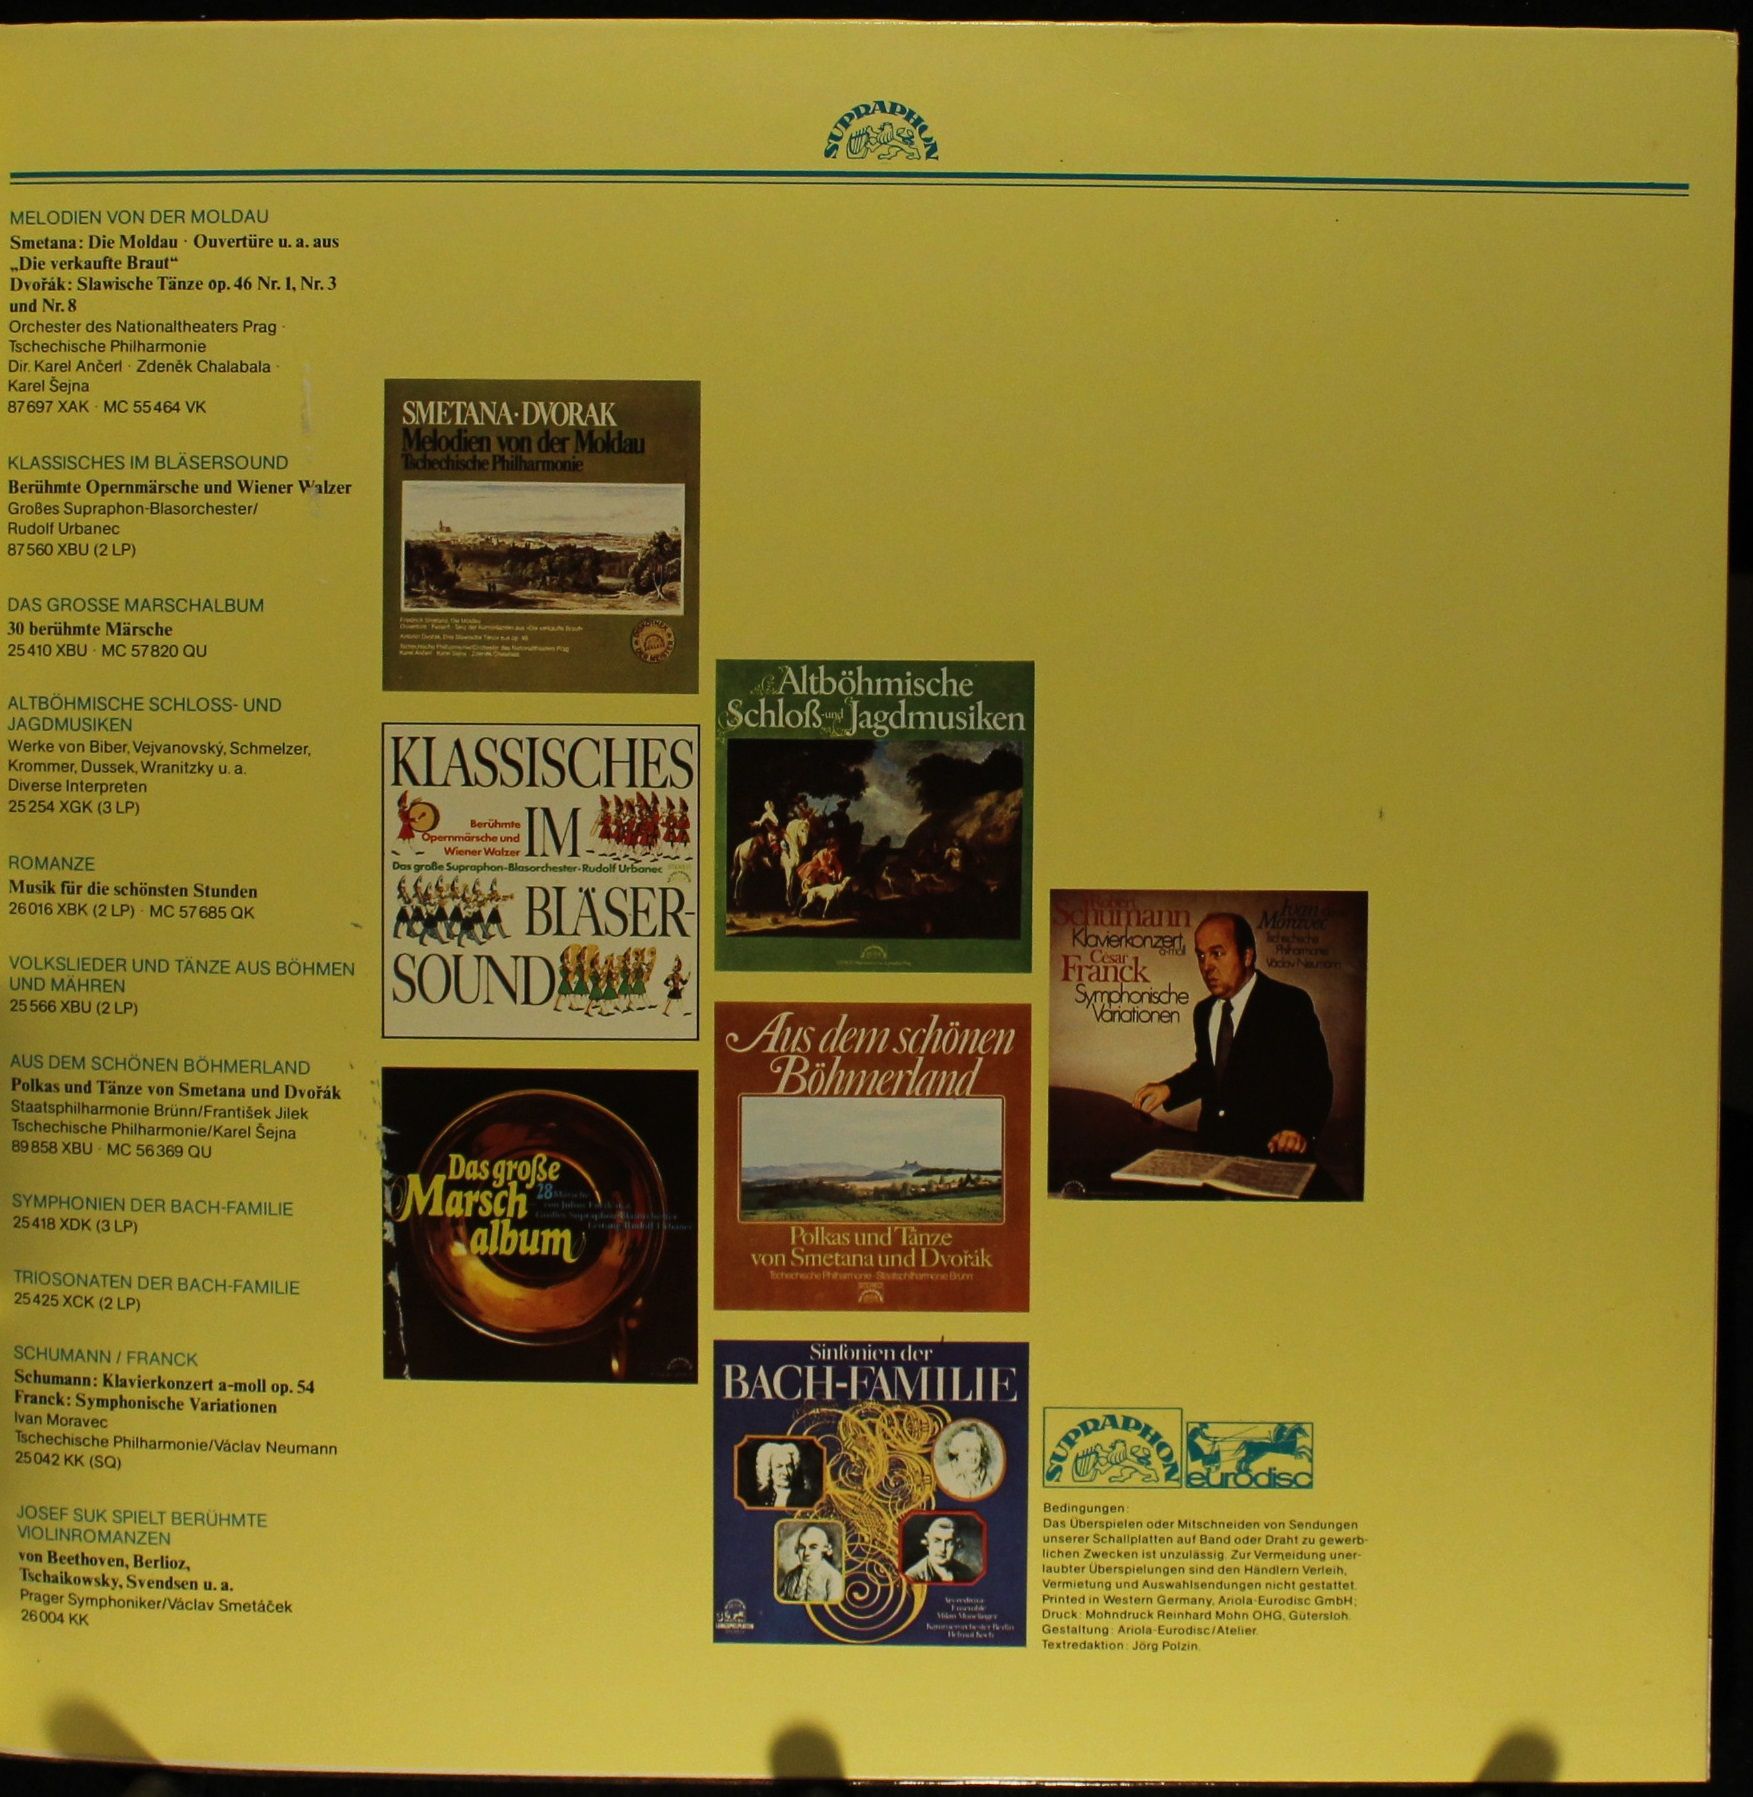 SUPRAPHON
MELODIEN VON DER MOLDAU
Smetana: Die Moldau · Ouvertüre u. a. aus
„Die verkaufte Braut“
Dvořák: Slawische Tänze op. 46 Nr. 1, Nr. 3
und Nr. 8
Orchester des Nationaltheaters Prag ·
Tschechische Philharmonie
Dir. Karel Ančerl · Zdeněk Chalabala ·
Karel Šejna
87697 XAK · MC 55464 VK
KLASSISCHES IM BLÄSERSOUND
Berühmte Opernmärsche und Wiener Walzer
Großes Supraphon-Blasorchester/
Rudolf Urbanec
87560 XBU (2 LP)
DAS GROSSE MARSCHALBUM
30 berühmte Märsche
25410 XBU · MC 57820 QU
ALTBÖHMISCHE SCHLOSS- UND
JAGDMUSIKEN
Werke von Biber, Vejvanovský, Schmelzer,
Krommer, Dussek, Wranitzky u. a.
Diverse Interpreten
25254 XGK (3 LP)
ROMANZE
Musik für die schönsten Stunden
26016 XBK (2 LP) · MC 57685 QK
VOLKSLIEDER UND TÄNZE AUS BÖHMEN
UND MÄHREN
25566 XBU (2 LP)
AUS DEM SCHÖNEN BÖHMERLAND
Polkas und Tänze von Smetana und Dvořák
Staatsphilharmonie Brünn/František Jilek
Tschechische Philharmonie/Karel Šejna
89858 XBU · MC 56369 QU
SYMPHONIEN DER BACH-FAMILIE
25418 XDK (3 LP)
TRIOSONATEN DER BACH-FAMILIE
25425 XCK (2 LP)
SCHUMANN / FRANCK
Schumann: Klavierkonzert a-moll op. 54
Franck: Symphonische Variationen
Ivan Moravec
Tschechische Philharmonie/Václav Neumann
25042 KK (SQ)
JOSEF SUK SPIELT BERÜHMTE
VIOLINROMANZEN
von Beethoven, Berlioz,
Tschaikowsky, Svendsen u. a.
Prager Symphoniker/Václav Smetáček
26004 KK
SMETANA · DVORAK
Melodien von der Moldau
Tschechische Philharmonie
KLASSISCHES
IM
Berühmte
Opernmärsche und
Wiener Walzer
Das große Supraphon-Blasorchester · Rudolf Urbanec
BLÄSER-
SOUND
Das große
Marsch
album
28
Altböhmische
Schloß und Jagdmusiken
Aus dem schönen
Böhmerland
Polkas und Tänze
von Smetana und Dvořák
Tschechische Philharmonie · Staatsphilharmonie Brünn
Sinfonien der
BACH-FAMILIE
Kammerorchester Berlin
Helmut Koch
Robert
Schumann
Klavierkonzert
a-moll
César
Franck
Symphonische
Variationen
Ivan
Moravec
Tschechische
Philharmonie
Václav Neumann
SUPRAPHON
eurodisc
Bedingungen:
Das Überspielen oder Mitschneiden von Sendungen
unserer Schallplatten auf Band oder Draht zu gewerb-
lichen Zwecken ist unzulässig. Zur Vermeidung uner-
laubter Überspielungen sind den Händlern Verleih,
Vermietung und Auswahlsendungen nicht gestattet.
Printed in Western Germany, Ariola-Eurodisc GmbH;
Druck: Mohndruck Reinhard Mohn OHG, Gütersloh.
Gestaltung: Ariola-Eurodisc/Atelier.
Textredaktion: Jörg Polzin.